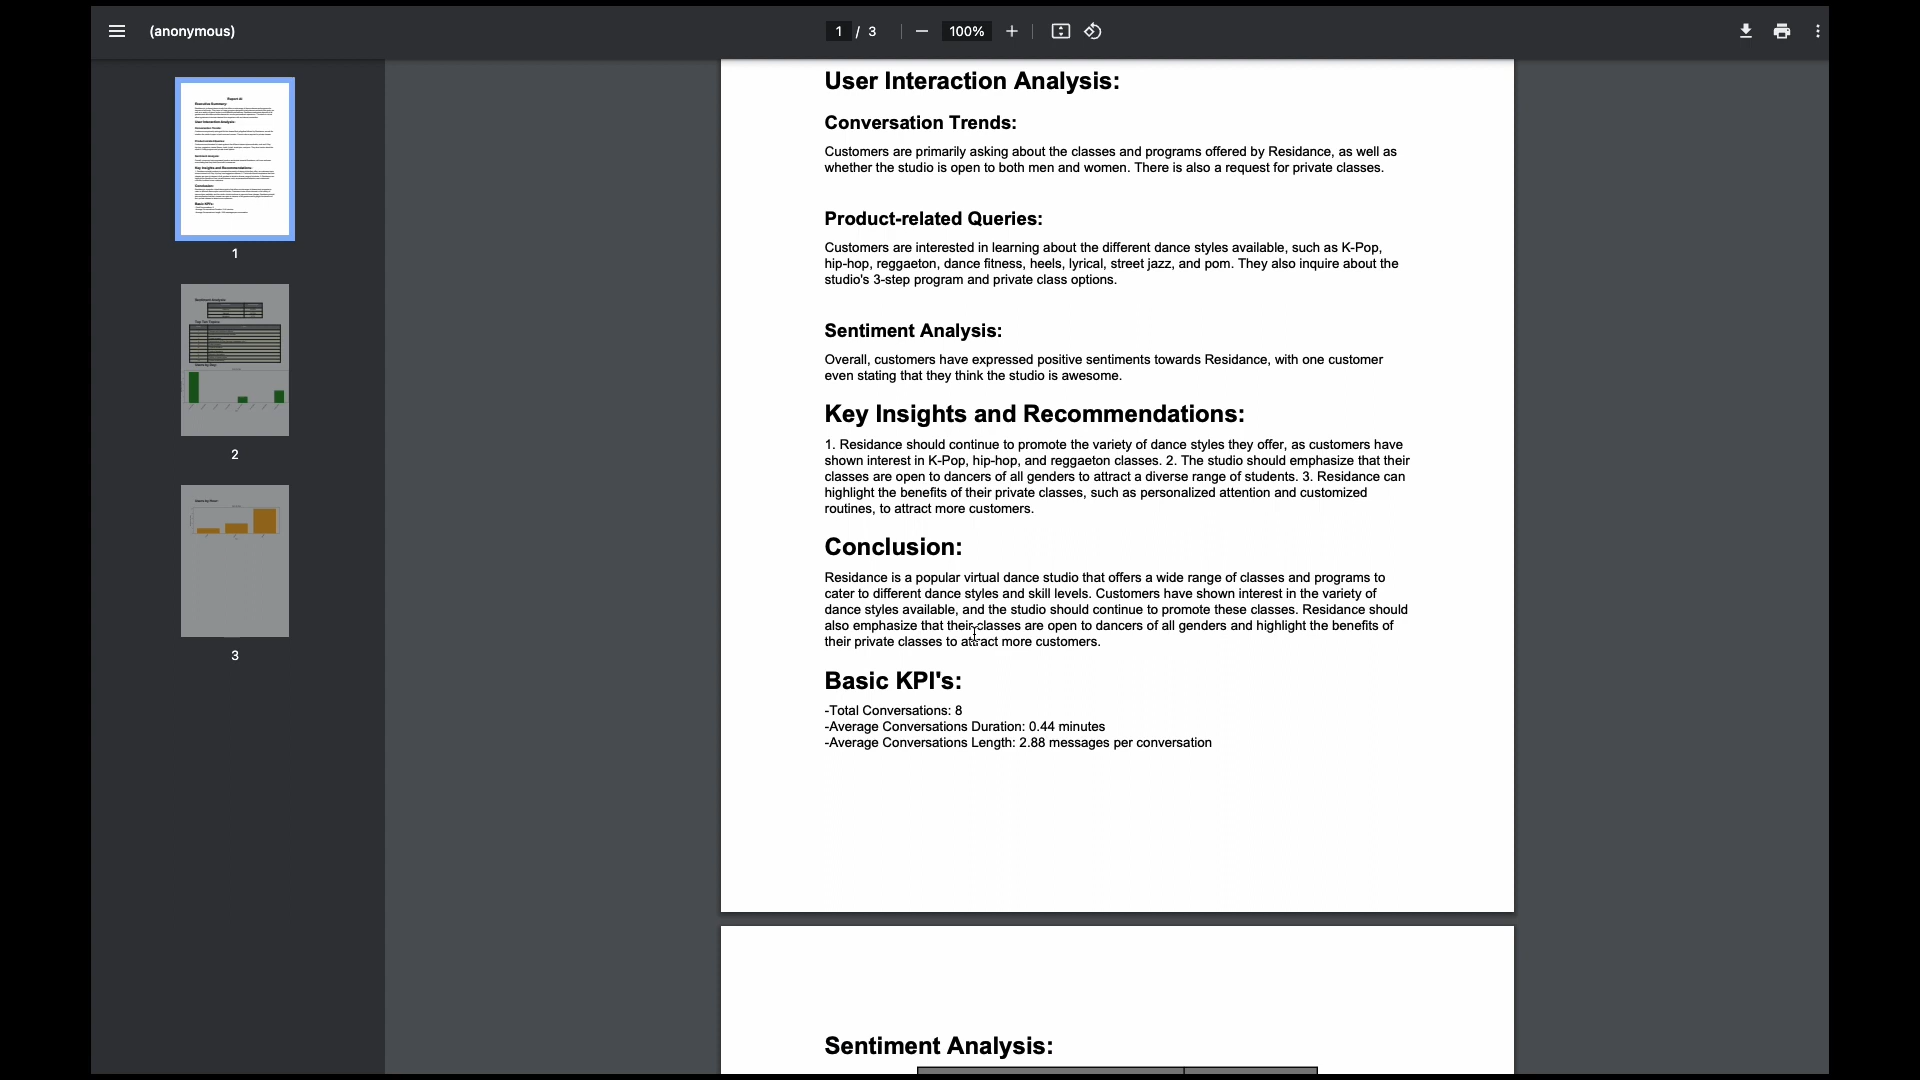 (anonymous)
1 / 3
100%
1
2
3
User Interaction Analysis:
Conversation Trends:
Customers are primarily asking about the classes and programs offered by Residance, as well as
whether the studio is open to both men and women. There is also a request for private classes.
Product-related Queries:
Customers are interested in learning about the different dance styles available, such as K-Pop,
hip-hop, reggaeton, dance fitness, heels, lyrical, street jazz, and pom. They also inquire about the
studio's 3-step program and private class options.
Sentiment Analysis:
Overall, customers have expressed positive sentiments towards Residance, with one customer
even stating that they think the studio is awesome.
Key Insights and Recommendations:
1. Residance should continue to promote the variety of dance styles they offer, as customers have
shown interest in K-Pop, hip-hop, and reggaeton classes. 2. The studio should emphasize that their
classes are open to dancers of all genders to attract a diverse range of students. 3. Residance can
highlight the benefits of their private classes, such as personalized attention and customized
routines, to attract more customers.
Conclusion:
Residance is a popular virtual dance studio that offers a wide range of classes and programs to
cater to different dance styles and skill levels. Customers have shown interest in the variety of
dance styles available, and the studio should continue to promote these classes. Residance should
also emphasize that their classes are open to dancers of all genders and highlight the benefits of
their private classes to attract more customers.
Basic KPI's:
-Total Conversations: 8
-Average Conversations Duration: 0.44 minutes
-Average Conversations Length: 2.88 messages per conversation
Sentiment Analysis: